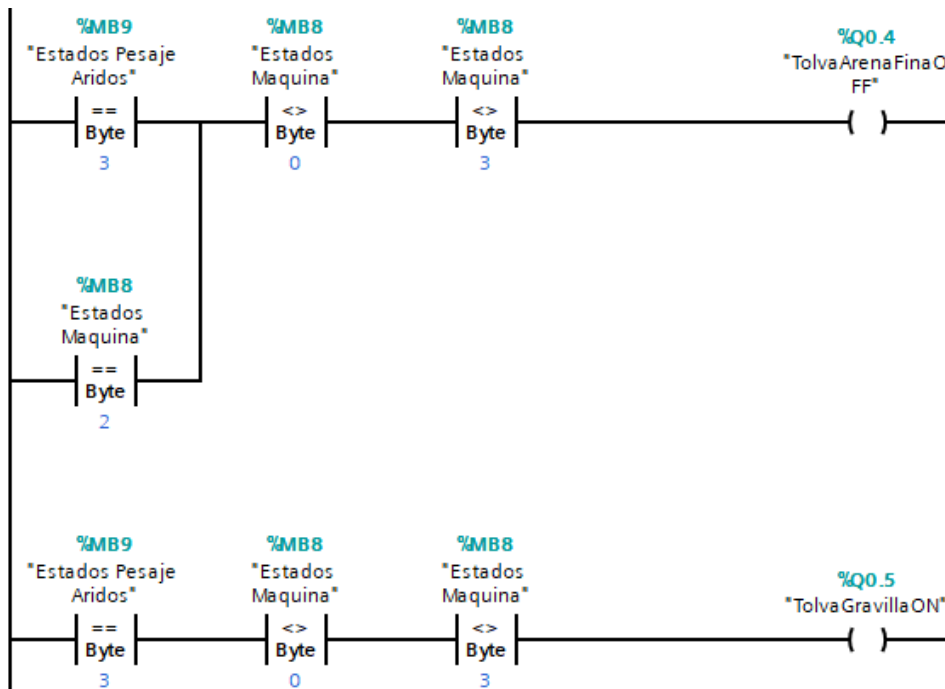 %MB9 %MB8 %MB8 %Q0.4
"Estados Pesaje "Estados "Estados "TolvaArenaFinaO
Aridos" Maquina" Maquina" FF"
== <> <>
Byte Byte Byte
3 0 3
%MB8
"Estados
Maquina"
==
Byte
2
%MB9 %MB8 %MB8 %Q0.5
"Estados Pesaje "Estados "Estados "TolvaGravillaON"
Aridos" Maquina" Maquina"
== <> <>
Byte Byte Byte
3 0 3